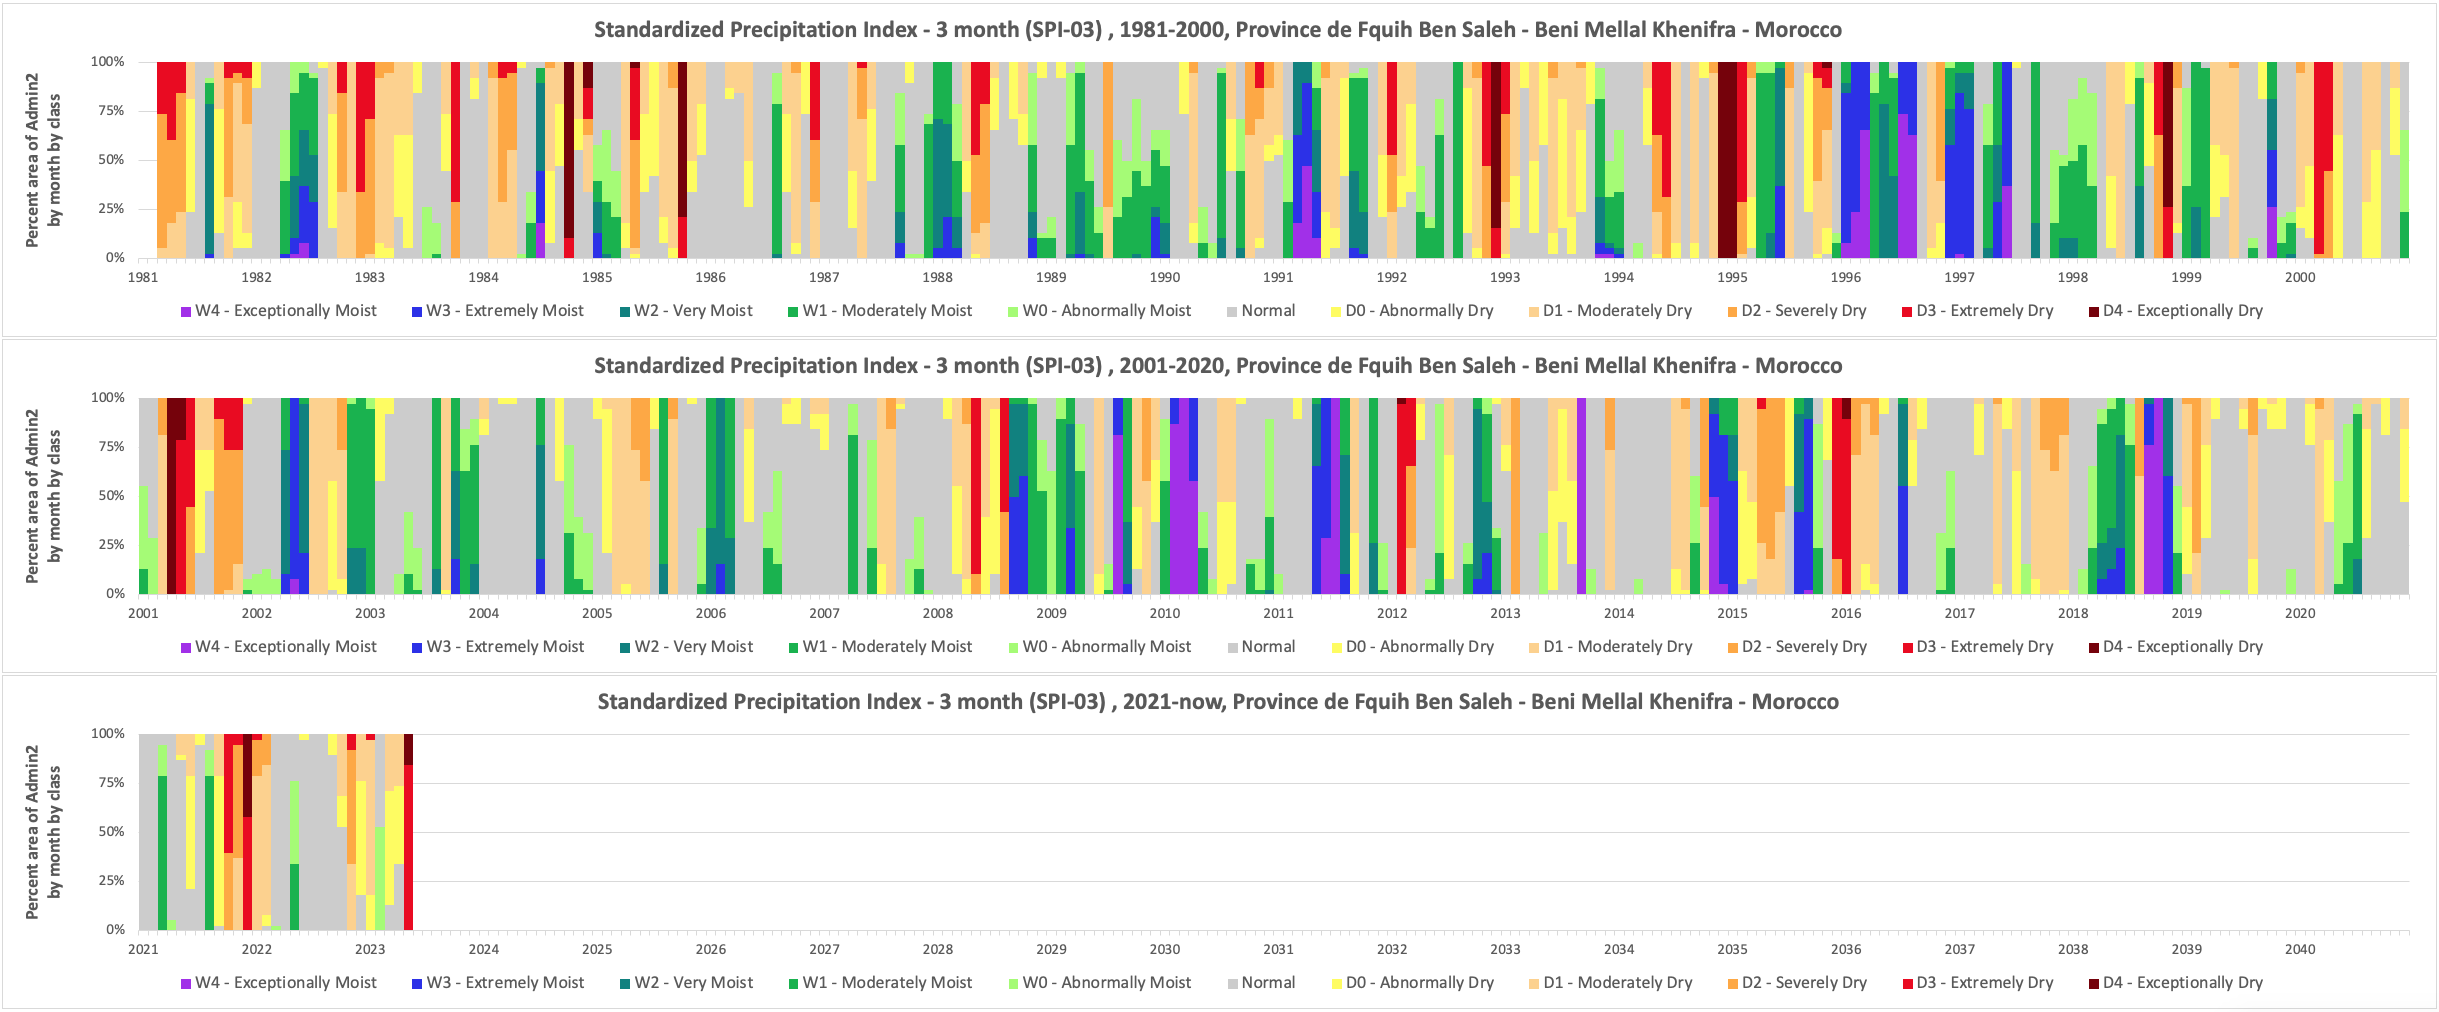 Standardized Precipitation Index - 3 month (SPI-03) , 1981-2000, Province de Fquih Ben Saleh - Beni Mellal Khenifra - Morocco
Percent area of Admin2
by month by class
100%
75%
50%
25%
0%
1981 1982 1983 1984 1985 1986 1987 1988 1989 1990 1991 1992 1993 1994 1995 1996 1997 1998 1999 2000
W4 - Exceptionally Moist W3 - Extremely Moist W2 - Very Moist W1 - Moderately Moist W0 - Abnormally Moist Normal D0 - Abnormally Dry D1 - Moderately Dry D2 - Severely Dry D3 - Extremely Dry D4 - Exceptionally Dry
Standardized Precipitation Index - 3 month (SPI-03) , 2001-2020, Province de Fquih Ben Saleh - Beni Mellal Khenifra - Morocco
Percent area of Admin2
by month by class
100%
75%
50%
25%
0%
2001 2002 2003 2004 2005 2006 2007 2008 2009 2010 2011 2012 2013 2014 2015 2016 2017 2018 2019 2020
W4 - Exceptionally Moist W3 - Extremely Moist W2 - Very Moist W1 - Moderately Moist W0 - Abnormally Moist Normal D0 - Abnormally Dry D1 - Moderately Dry D2 - Severely Dry D3 - Extremely Dry D4 - Exceptionally Dry
Standardized Precipitation Index - 3 month (SPI-03) , 2021-now, Province de Fquih Ben Saleh - Beni Mellal Khenifra - Morocco
Percent area of Admin2
by month by class
100%
75%
50%
25%
0%
2021 2022 2023 2024 2025 2026 2027 2028 2029 2030 2031 2032 2033 2034 2035 2036 2037 2038 2039 2040
W4 - Exceptionally Moist W3 - Extremely Moist W2 - Very Moist W1 - Moderately Moist W0 - Abnormally Moist Normal D0 - Abnormally Dry D1 - Moderately Dry D2 - Severely Dry D3 - Extremely Dry D4 - Exceptionally Dry